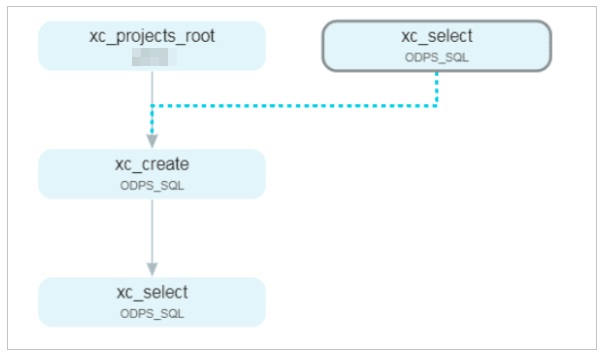 xc_projects_root
xc_select
ODPS_SQL
xc_create
ODPS_SQL
xc_select
ODPS_SQL